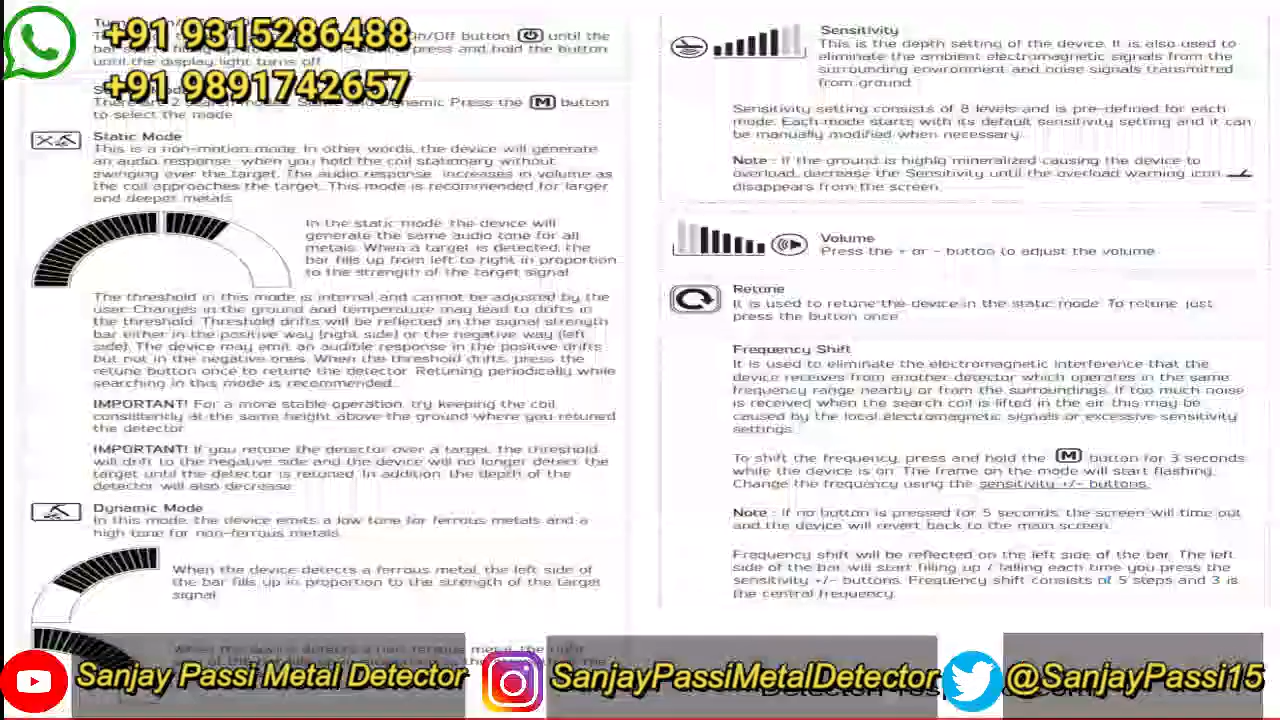 +91 9315286488
n/Off button until the
press and hold the button
until the display light turns off
+91 9891742657
Dynamic Press the M button
to select the mode
Static Mode
This is a non-motion mode. In other words, the device will generate
an audio response when you hold the coil stationary without
swinging over the target. The audio response increases in volume as
the coil approaches the target. This mode is recommended for larger
and deeper metals
In the static mode the device will
generate the same audio tone for all
metals. When a target is detected, the
bar fills up from left to right in proportion
to the strength of the target signal
The threshold in this mode is internal and cannot be adjusted by the
user. Changes in the ground and temperature may lead to drifts in
the threshold. Threshold drifts will be reflected in the signal strength
bar either in the positive way (right side) or the negative way (left
side). The device may emit an audible response in the positive drifts
but not in the negative ones. When the threshold drifts, press the
retune button once to retune the detector. Retuning periodically while
searching in this mode is recommended.
IMPORTANT! For a more stable operation, try keeping the coil
consistently at the same height above the ground where you retuned
the detector
IMPORTANT! If you retune the detector over a target, the threshold
will drift to the negative side and the device will no longer detect the
target until the detector is retuned. In addition, the depth of the
detector will also decrease
Dynamic Mode
In this mode, the device emits a low tone for ferrous metals and a
high tone for non-ferrous metals.
When the device detects a ferrous metal, the left side of
the bar fills up in proportion to the strength of the target
signal
When the device detects a non ferrous metal, the right
Sensitivity
This is the depth setting of the device. It is also used to
eliminate the ambient electromagnetic signals from the
surrounding environment and noise signals transmitted
from ground.
Sensitivity setting consists of 8 levels and is pre-defined for each
mode. Each mode starts with its default sensitivity setting and it can
be manually modified when necessary.
Note : If the ground is highly mineralized causing the device to
overload, decrease the Sensitivity until the overload warning icon
disappears from the screen.
Volume
Press the + or - button to adjust the volume
Retune
It is used to retune the device in the static mode. To retune just
press the button once
Frequency Shift
It is used to eliminate the electromagnetic interference that the
device receives from another detector which operates in the same
frequency range nearby or from the surroundings. If too much noise
is received when the search coil is lifted in the air, this may be
caused by the local electromagnetic signals or excessive sensitivity
settings.
To shift the frequency, press and hold the M button for 3 seconds
while the device is on. The frame on the mode will start flashing.
Change the frequency using the sensitivity +/- buttons.
Note : If no button is pressed for 5 seconds, the screen will time out
and the device will revert back to the main screen.
Frequency shift will be reflected on the left side of the bar. The left
side of the bar will start filling up / falling each time you press the
sensitivity +/- buttons. Frequency shift consists of 5 steps and 3 is
the central frequency.
Sanjay Passi Metal Detector
SanjayPassiMetalDetector
@SanjayPassi15